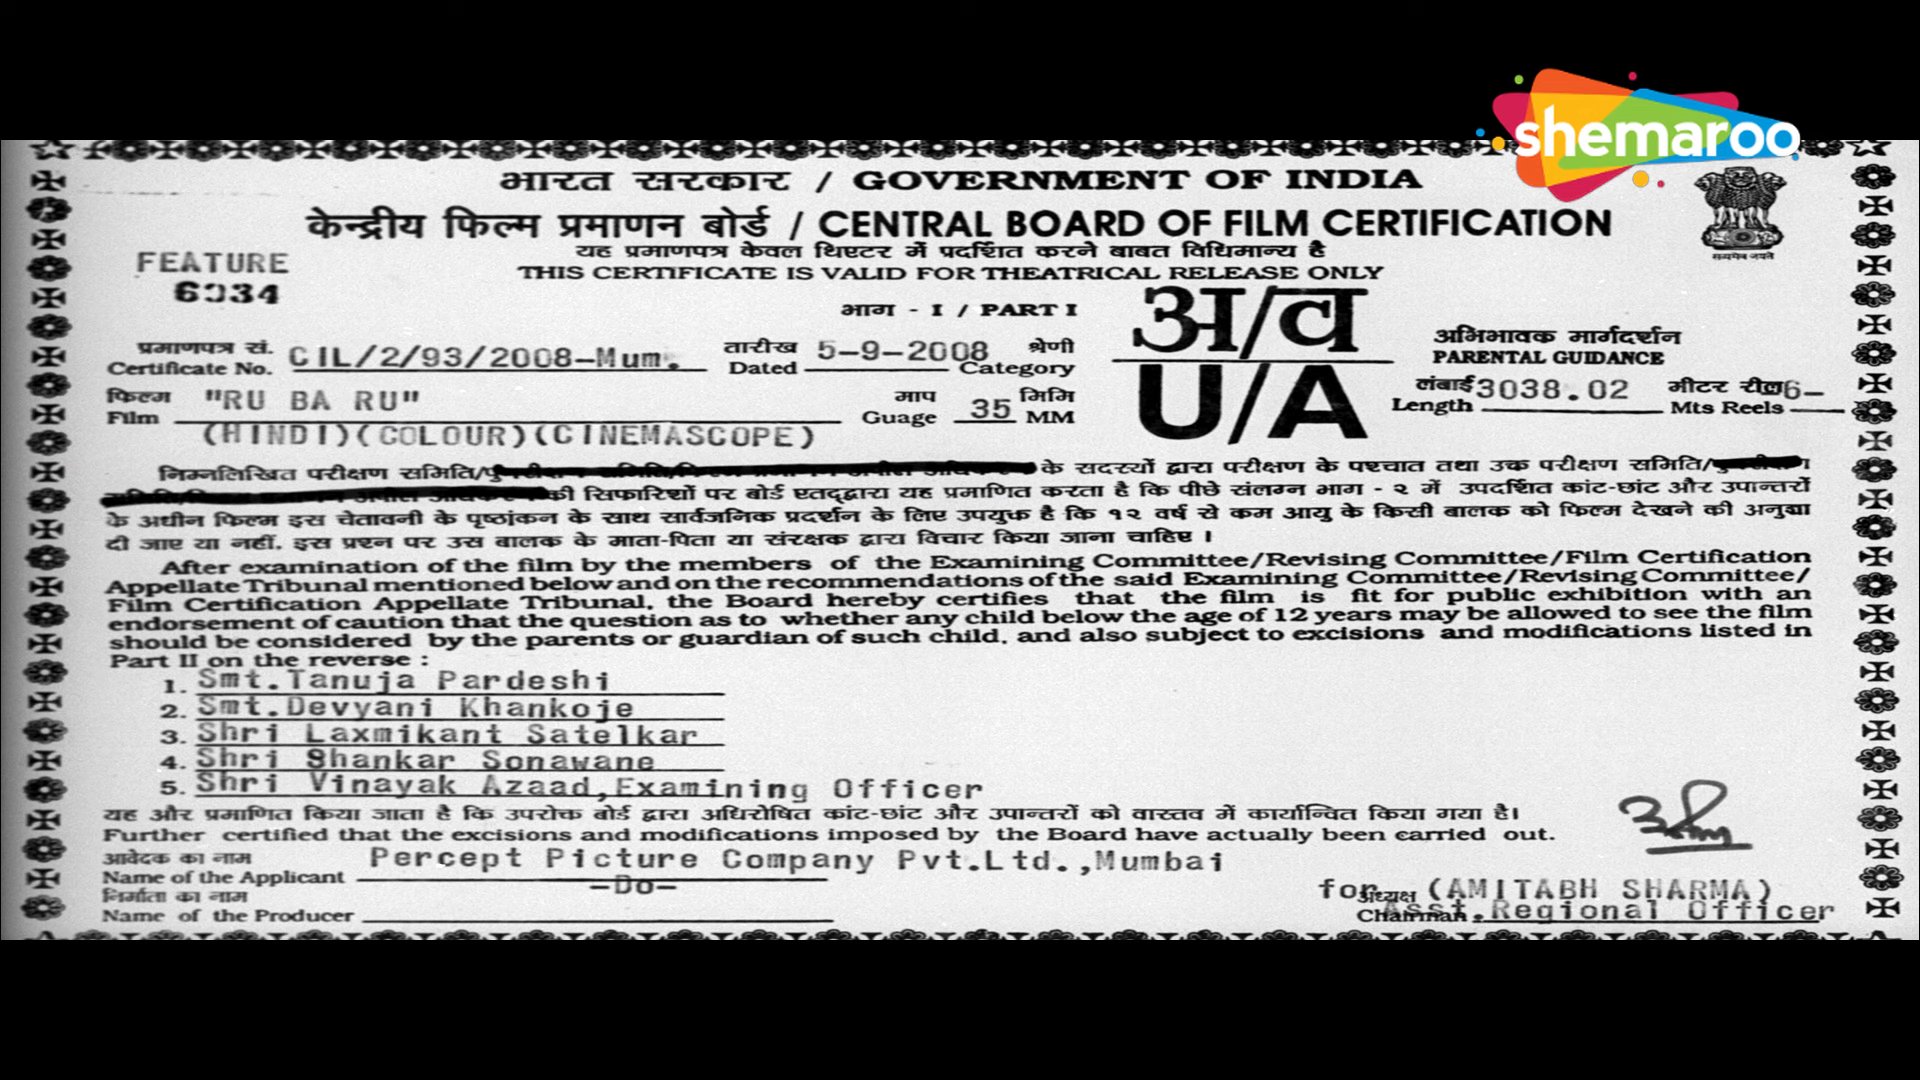 shemaroo
भारत सरकार / GOVERNMENT OF INDIA
केन्द्रीय फिल्म प्रमाणन बोर्ड / CENTRAL BOARD OF FILM CERTIFICATION
यह प्रमाणपत्र केवल थिएटर में प्रदर्शित करने बाबत विधिमान्य है
सत्यमेव जयते
FEATURE
THIS CERTIFICATE IS VALID FOR THEATRICAL RELEASE ONLY
6034
भाग - I / PART I
अ/व
प्रमाणपत्र सं. तारीख श्रेणी अभिभावक मार्गदर्शन
Certificate No. CIL/2/93/2008-Mum. Dated 5-9-2008 Category PARENTAL GUIDANCE
U/A
फिल्म माप मिमि लंबाई मीटर रील
Film "RU BA RU" Guage 35 MM Length 3038.02 Mts Reels 6-
(HINDI)(COLOUR)(CINEMASCOPE)
निम्नलिखित परीक्षण समिति/ के सदस्यों द्वारा परीक्षण के पश्चात तथा उक्त परीक्षण समिति/
की सिफारिशों पर बोर्ड एतद्द्वारा यह प्रमाणित करता है कि पीछे संलग्न भाग - २ में उपदर्शित कांट-छांट और उपान्तरों
के अधीन फिल्म इस चेतावनी के पृष्ठांकन के साथ सार्वजनिक प्रदर्शन के लिए उपयुक्त है कि १२ वर्ष से कम आयु के किसी बालक को फिल्म देखने की अनुज्ञा
दी जाए या नहीं, इस प्रश्न पर उस बालक के माता-पिता या संरक्षक द्वारा विचार किया जाना चाहिए ।
After examination of the film by the members of the Examining Committee/Revising Committee/Film Certification
Appellate Tribunal mentioned below and on the recommendations of the said Examining Committee/Revising Committee/
Film Certification Appellate Tribunal, the Board hereby certifies that the film is fit for public exhibition with an
endorsement of caution that the question as to whether any child below the age of 12 years may be allowed to see the film
should be considered by the parents or guardian of such child, and also subject to excisions and modifications listed in
Part II on the reverse :
1. Smt.Tanuja Pardeshi
2. Smt.Devyani Khankoje
3. Shri Laxmikant Satelkar
4. Shri Shankar Sonawane
5. Shri Vinayak Azaad,Examining Officer
यह और प्रमाणित किया जाता है कि उपरोक्त बोर्ड द्वारा अधिरोपित कांट-छांट और उपान्तरों को वास्तव में कार्यान्वित किया गया है।
Further certified that the excisions and modifications imposed by the Board have actually been carried out.
आवेदक का नाम
Name of the Applicant Percept Picture Company Pvt.Ltd.,Mumbai
निर्माता का नाम -Do-
Name of the Producer
for अध्यक्ष (AMITABH SHARMA)
Chairman Asst.Regional Officer